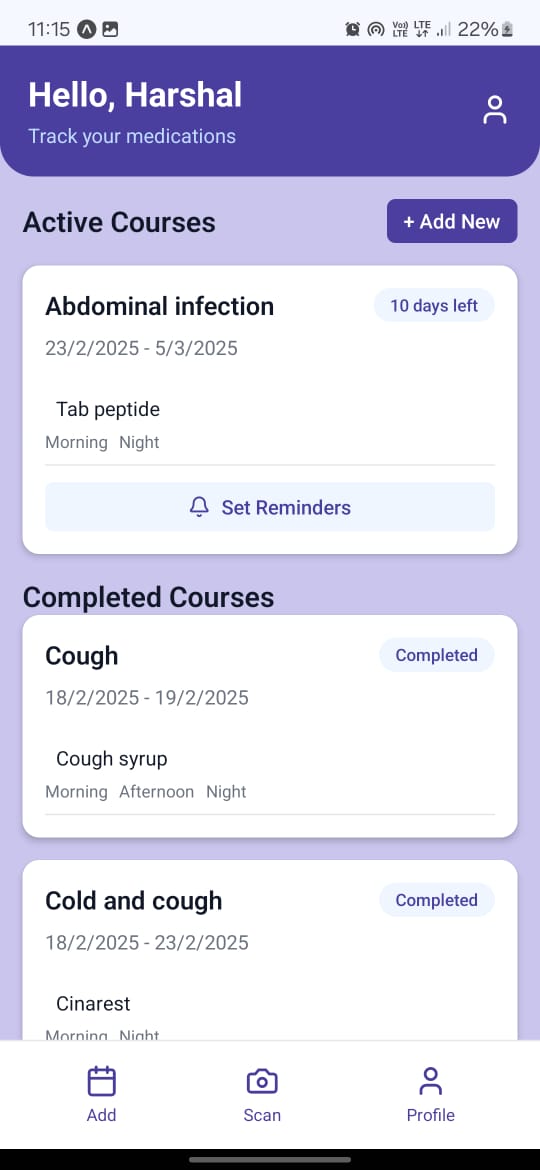 11:15 Vo) LTE LTE 22%
Hello, Harshal
Track your medications
Active Courses + Add New
Abdominal infection 10 days left
23/2/2025 - 5/3/2025
Tab peptide
Morning Night
Set Reminders
Completed Courses
Cough Completed
18/2/2025 - 19/2/2025
Cough syrup
Morning Afternoon Night
Cold and cough Completed
18/2/2025 - 23/2/2025
Cinarest
Morning Night
Add Scan Profile